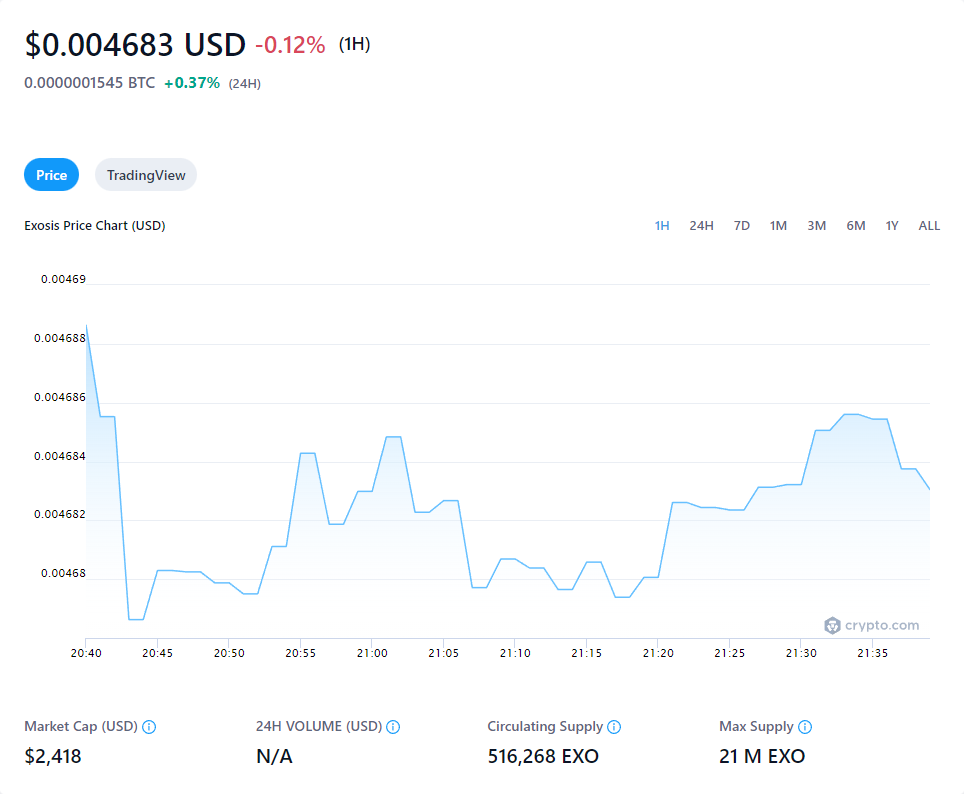 $0.004683 USD -0.12% (1H)
0.0000001545 BTC +0.37% (24H)
Price TradingView
Exosis Price Chart (USD) 1H 24H 7D 1M 3M 6M 1Y ALL
0.00469
0.004688
0.004686
0.004684
0.004682
0.00468
crypto.com
20:40 20:45 20:50 20:55 21:00 21:05 21:10 21:15 21:20 21:25 21:30 21:35
Market Cap (USD) 24H VOLUME (USD) Circulating Supply Max Supply
$2,418 N/A 516,268 EXO 21 M EXO